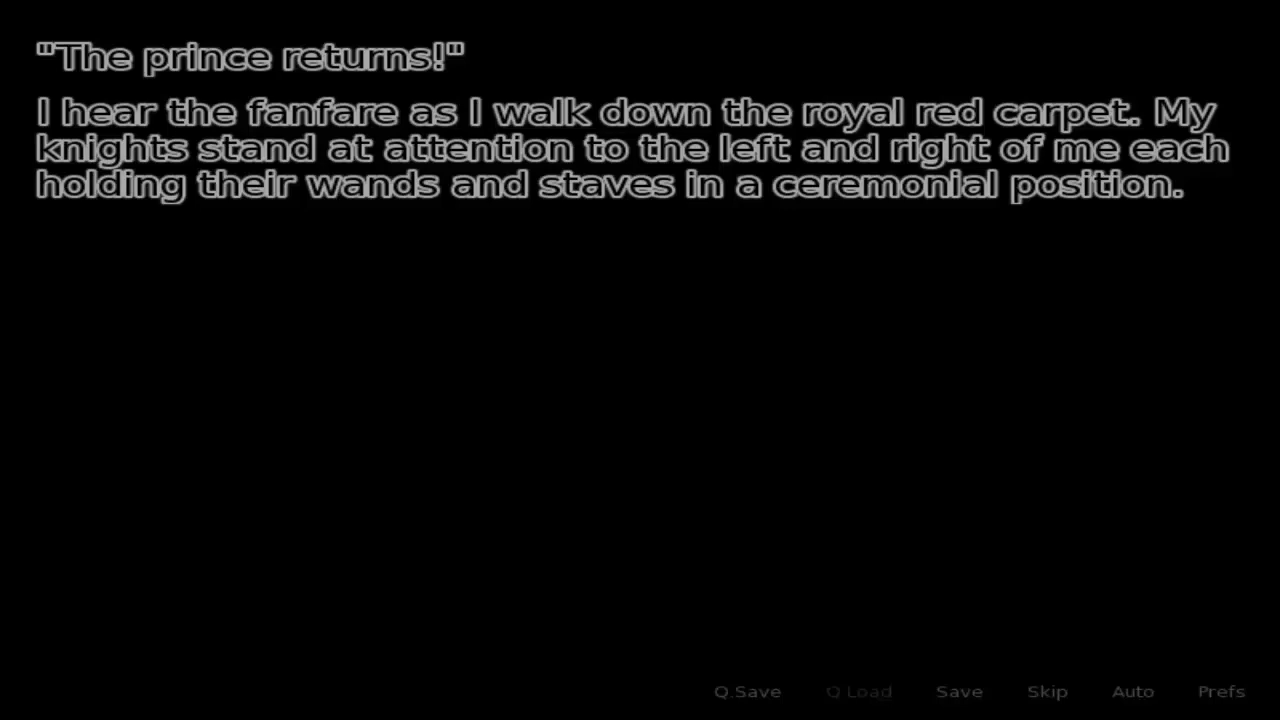 "The prince returns!"
I hear the fanfare as I walk down the royal red carpet. My
knights stand at attention to the left and right of me each
holding their wands and staves in a ceremonial position.
Q.Save Q.Load Save Skip Auto Prefs